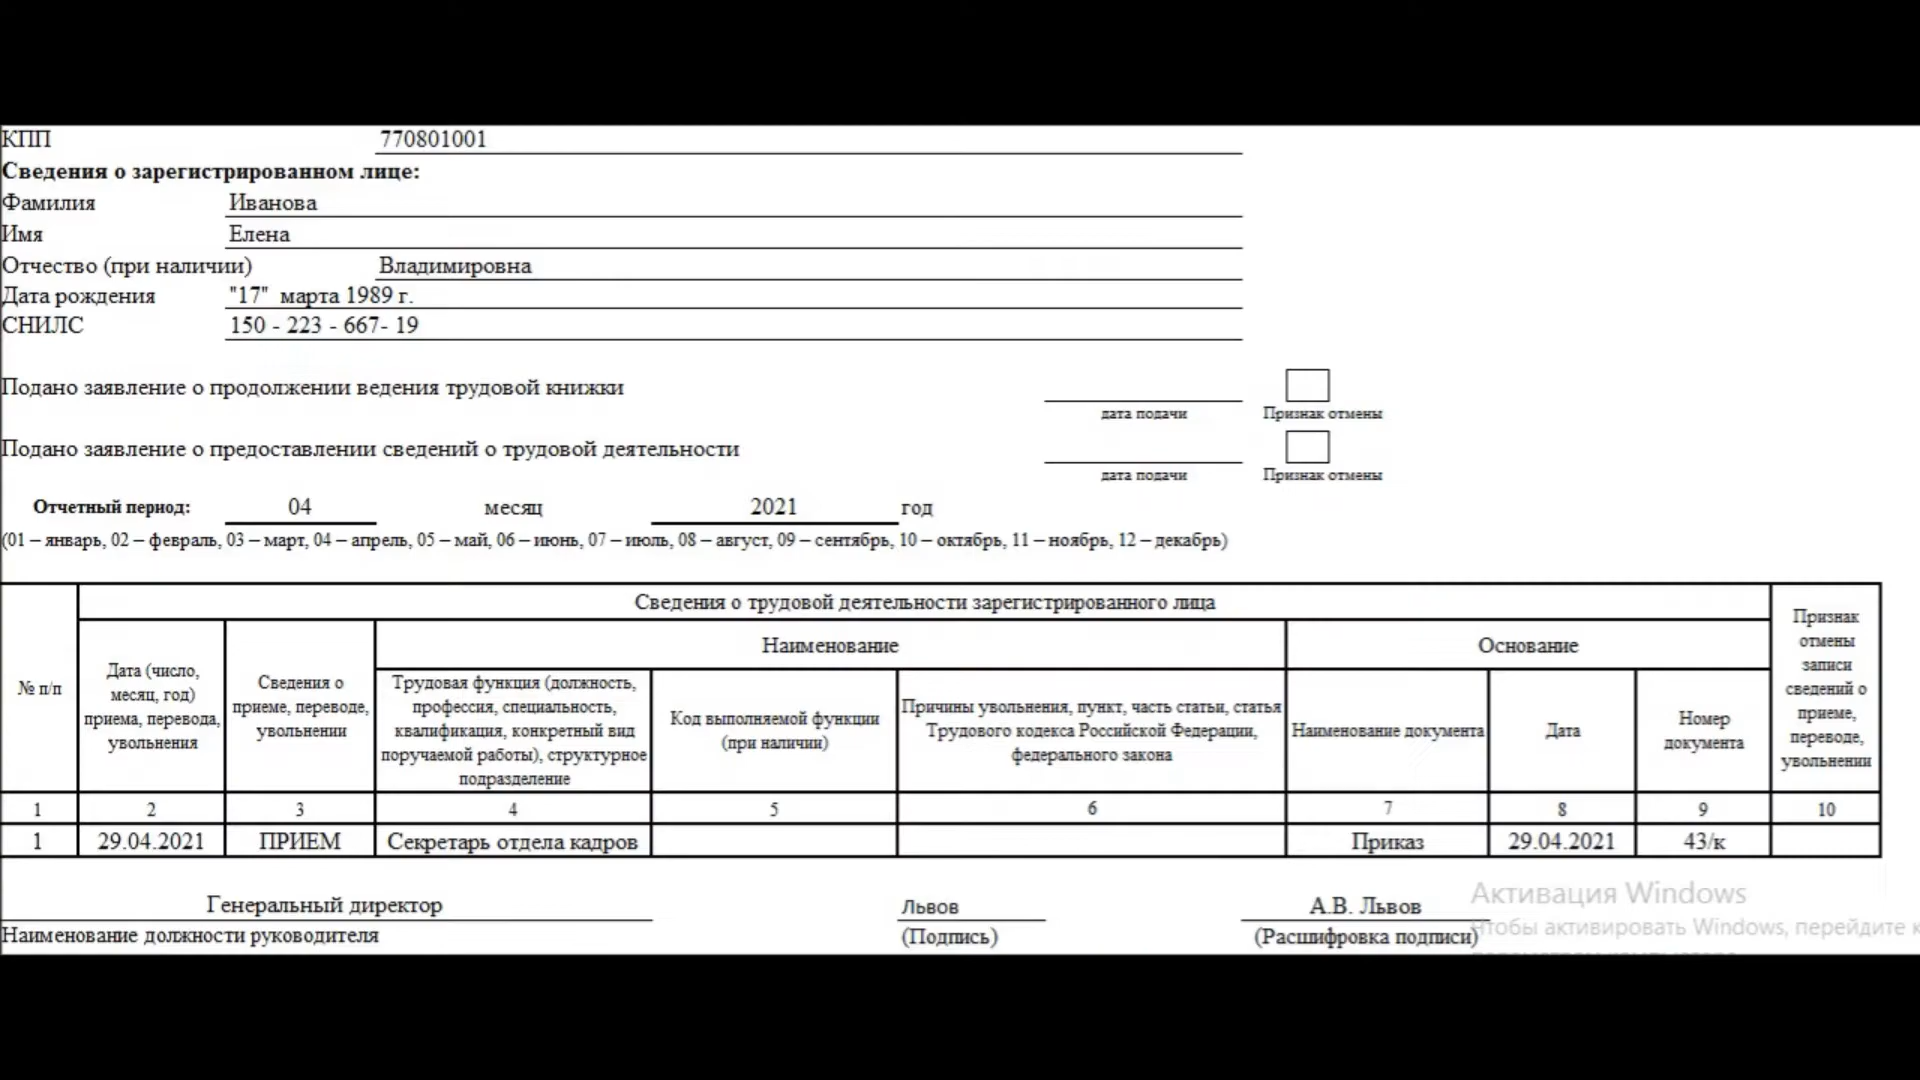 КПП 770801001
Сведения о зарегистрированном лице:
Фамилия Иванова
Имя Елена
Отчество (при наличии) Владимировна
Дата рождения "17" марта 1989 г.
СНИЛС 150 - 223 - 667- 19
Подано заявление о продолжении ведения трудовой книжки
дата подачи Признак отмены
Подано заявление о предоставлении сведений о трудовой деятельности
дата подачи Признак отмены
Отчетный период: 04 месяц 2021 год
(01 – январь, 02 – февраль, 03 – март, 04 – апрель, 05 – май, 06 – июнь, 07 – июль, 08 – август, 09 – сентябрь, 10 – октябрь, 11 – ноябрь, 12 – декабрь)
№ п/п
Сведения о трудовой деятельности зарегистрированного лица
Дата (число,
месяц, год)
приема, перевода,
увольнения
Сведения о
приеме, переводе,
увольнении
Наименование
Трудовая функция (должность,
профессия, специальность,
квалификация, конкретный вид
поручаемой работы), структурное
подразделение
Код выполняемой функции
(при наличии)
Причины увольнения, пункт, часть статьи, статья
Трудового кодекса Российской Федерации,
федерального закона
Основание
Наименование документа
Дата
Номер
документа
Признак
отмены
записи
сведений о
приеме,
переводе,
увольнении
1 2 3 4 5 6 7 8 9 10
1 29.04.2021 ПРИЕМ Секретарь отдела кадров Приказ 29.04.2021 43/к
Генеральный директор Львов А.В. Львов
Наименование должности руководителя (Подпись) (Расшифровка подписи)
Активация Windows
Чтобы активировать Windows, перейдите к